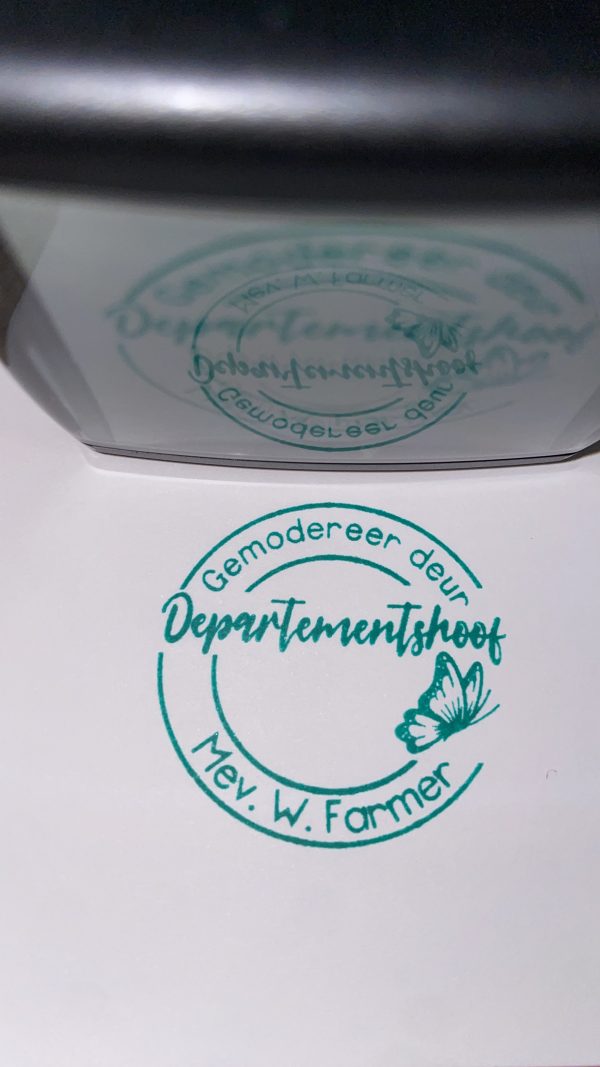 Gemodereer deur
Departementshoof
Mev. W. Farmer